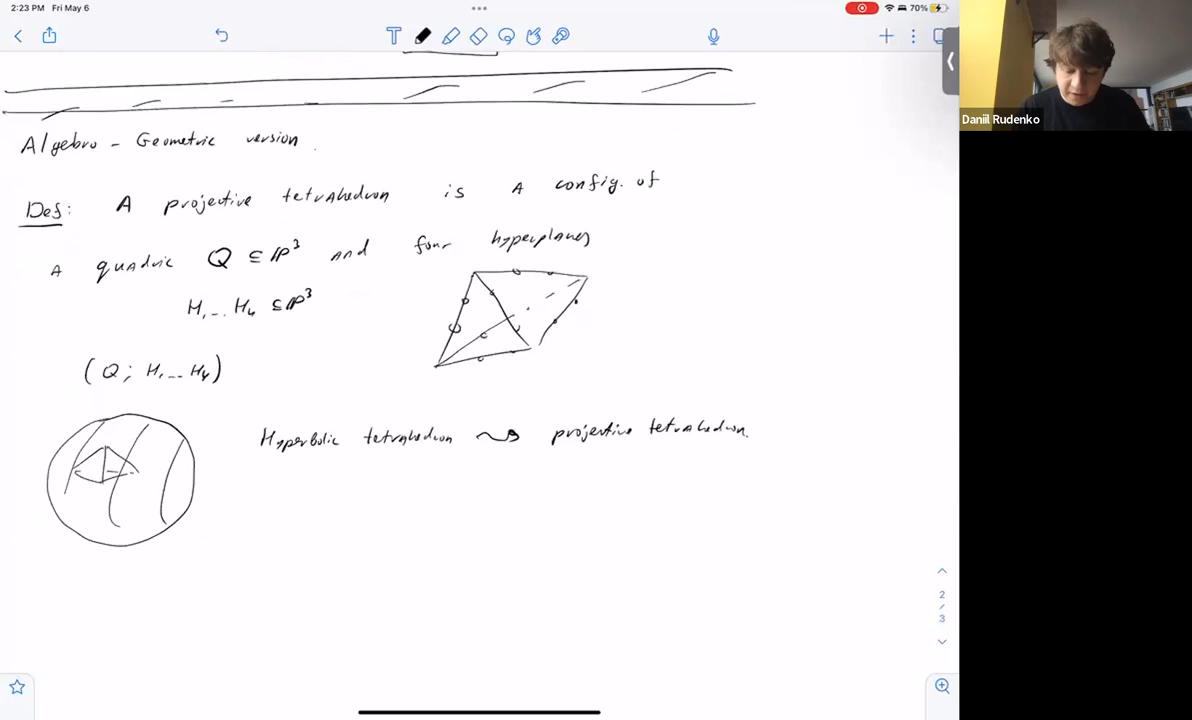 2:23 PM Fri May 6
70%
Daniil Rudenko
Algebro - Geometric version.
Def: A projective tetrahedron is a config. of
a quadric Q ⊆ P³ and four hyperplanes
H₁... H₄ ⊆ P³
(Q; H₁... H₄)
Hyperbolic tetrahedron ⇝ projective tetrahedron.
2
/
3